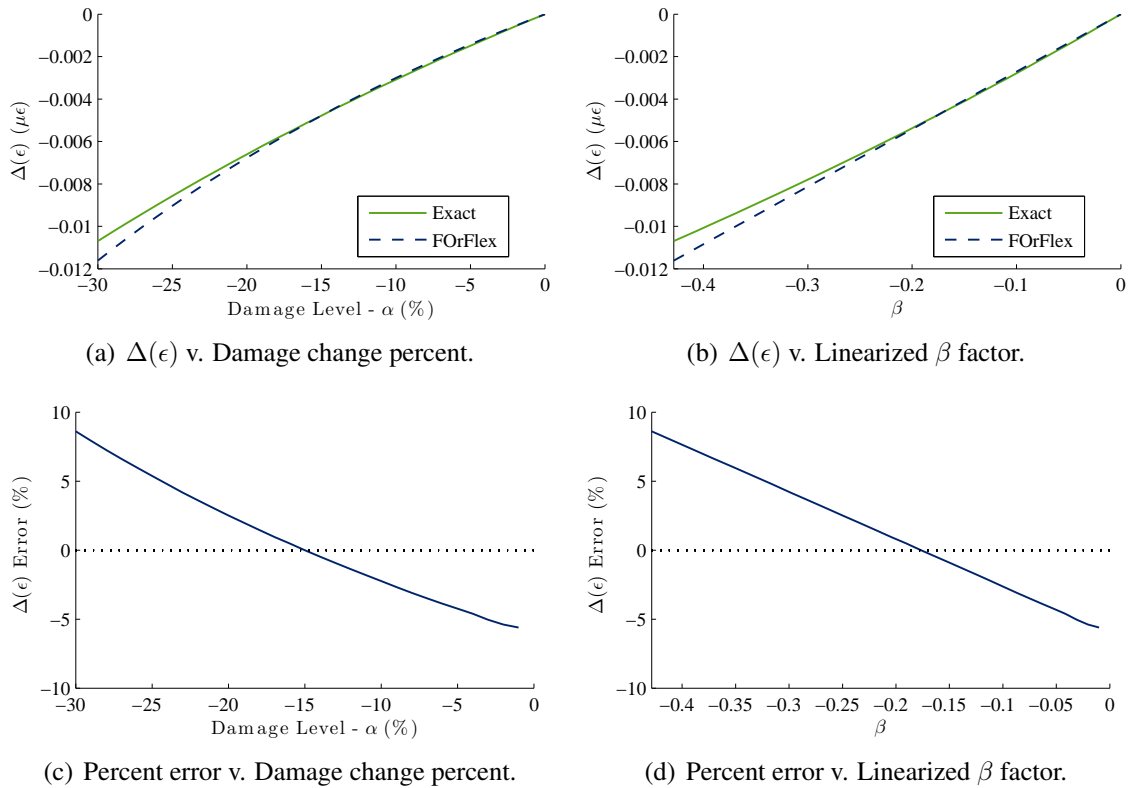 0
−0.002
−0.004
−0.006
−0.008
−0.01
−0.012
Δ(ϵ) (μϵ)
Exact
FOrFlex
−30 −25 −20 −15 −10 −5 0
Damage Level - α (%)
(a) Δ(ϵ) v. Damage change percent.
0
−0.002
−0.004
−0.006
−0.008
−0.01
−0.012
Δ(ϵ) (μϵ)
Exact
FOrFlex
−0.4 −0.3 −0.2 −0.1 0
β
(b) Δ(ϵ) v. Linearized β factor.
10
5
0
−5
−10
Δ(ϵ) Error (%)
−30 −25 −20 −15 −10 −5 0
Damage Level - α (%)
(c) Percent error v. Damage change percent.
10
5
0
−5
−10
Δ(ϵ) Error (%)
−0.4 −0.35 −0.3 −0.25 −0.2 −0.15 −0.1 −0.05 0
β
(d) Percent error v. Linearized β factor.